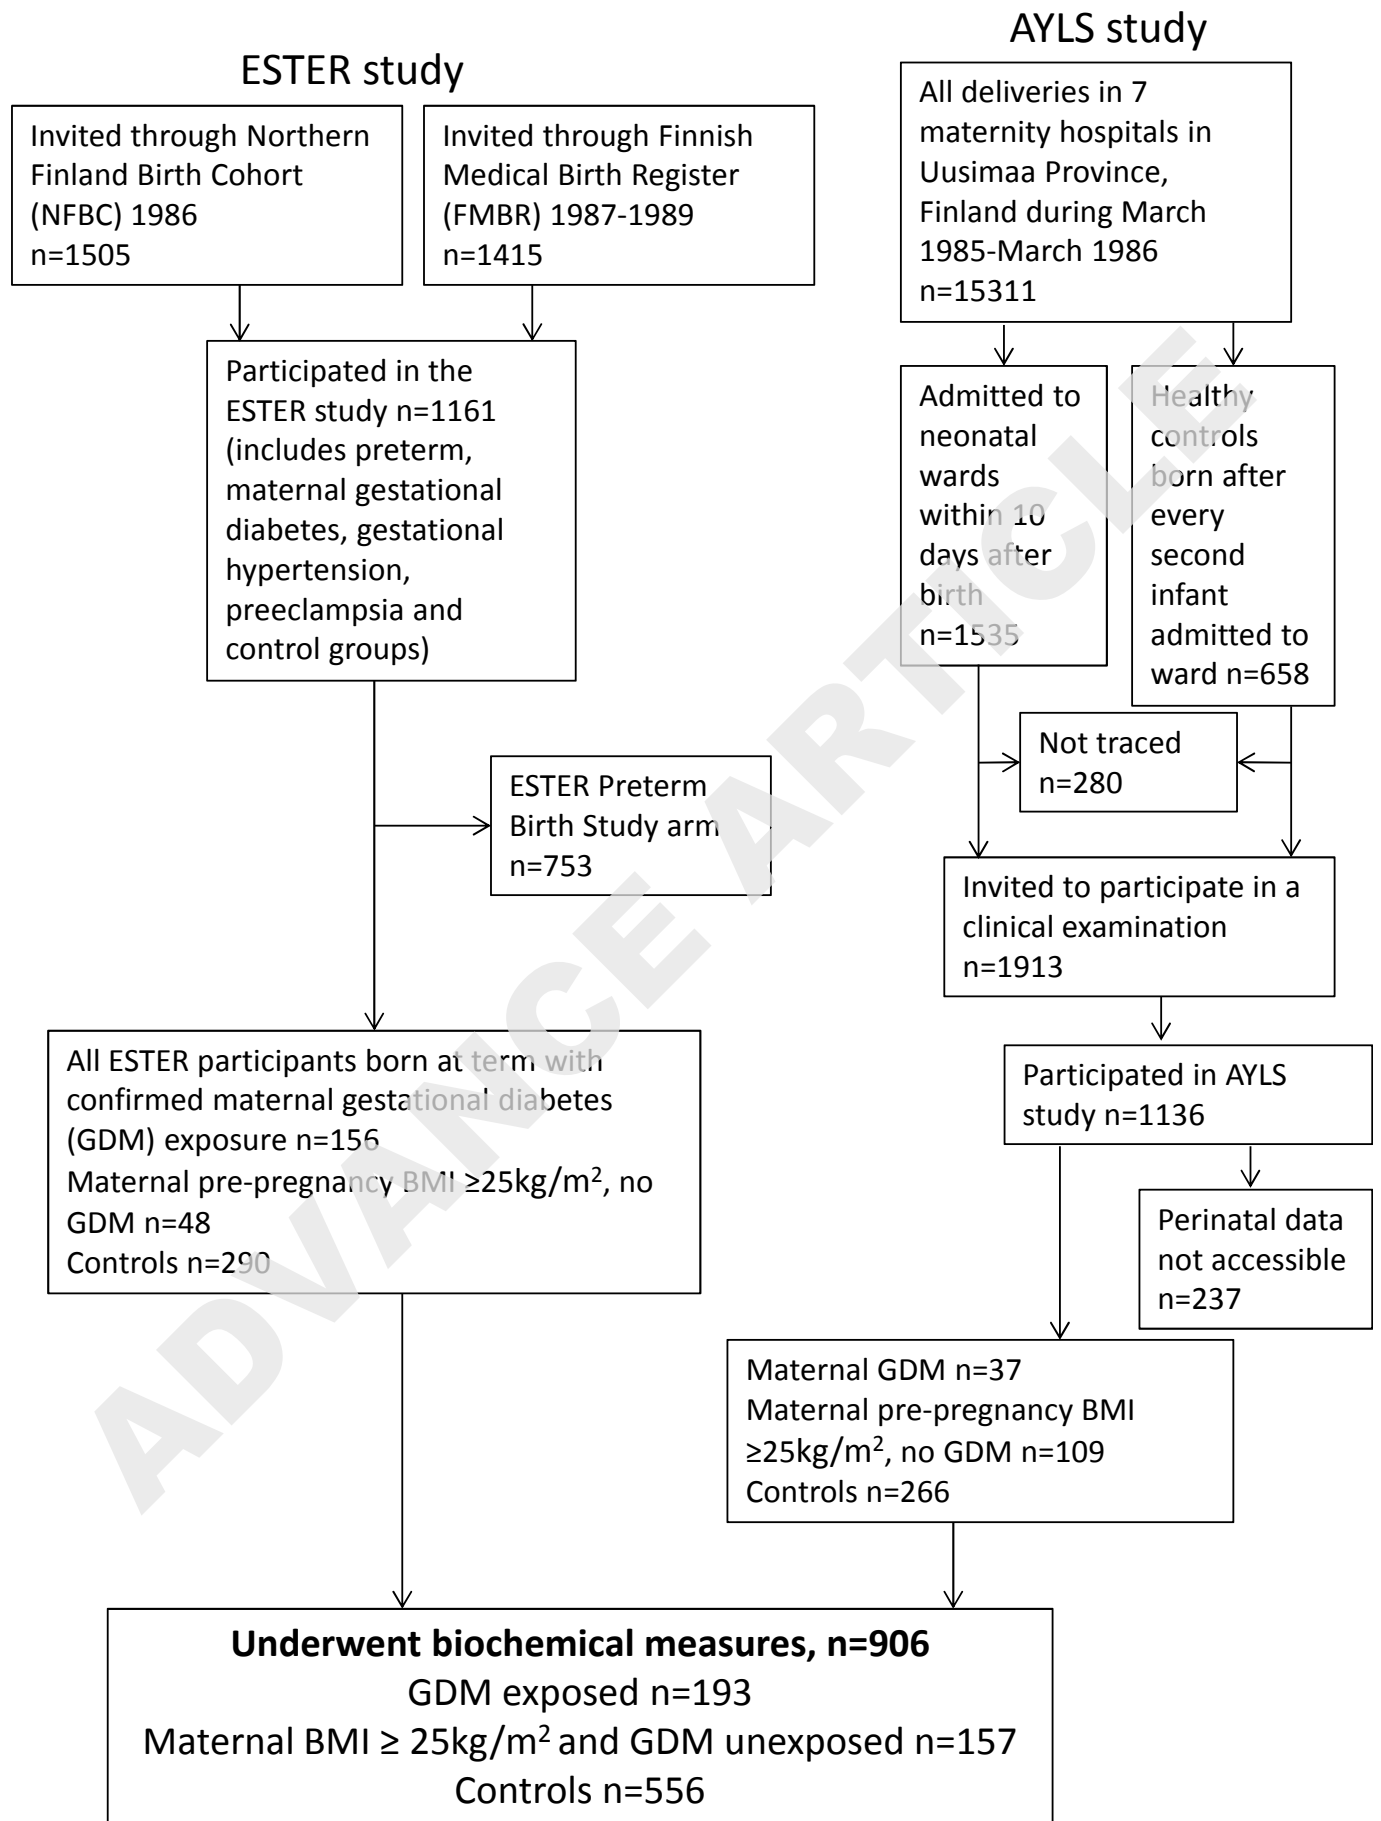 ESTER study
Invited through Northern
Finland Birth Cohort
(NFBC) 1986
n=1505
Invited through Finnish
Medical Birth Register
(FMBR) 1987-1989
n=1415
Participated in the
ESTER study n=1161
(includes preterm,
maternal gestational
diabetes, gestational
hypertension,
preeclampsia and
control groups)
ESTER Preterm
Birth Study arm
n=753
All ESTER participants born at term with
confirmed maternal gestational diabetes
(GDM) exposure n=156
Maternal pre-pregnancy BMI ≥25kg/m², no
GDM n=48
Controls n=290
AYLS study
All deliveries in 7
maternity hospitals in
Uusimaa Province,
Finland during March
1985-March 1986
n=15311
Admitted to
neonatal
wards
within 10
days after
birth
n=1535
Healthy
controls
born after
every
second
infant
admitted to
ward n=658
Not traced
n=280
Invited to participate in a
clinical examination
n=1913
Participated in AYLS
study n=1136
Perinatal data
not accessible
n=237
Maternal GDM n=37
Maternal pre-pregnancy BMI
≥25kg/m², no GDM n=109
Controls n=266
Underwent biochemical measures, n=906
GDM exposed n=193
Maternal BMI ≥ 25kg/m² and GDM unexposed n=157
Controls n=556
ADVANCE ARTICLE